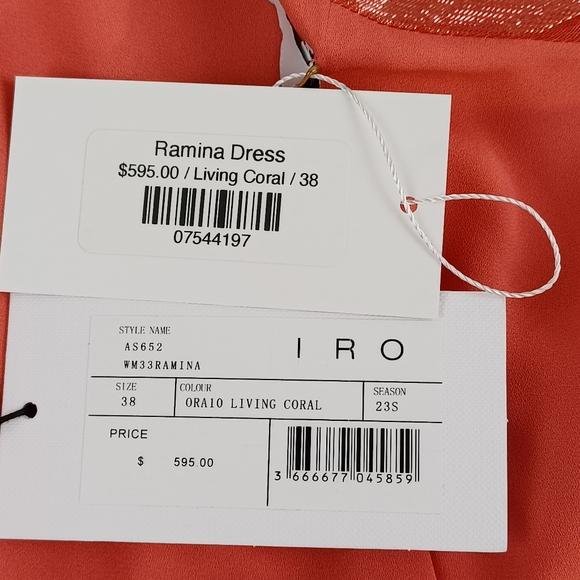 Ramina Dress
$595.00 / Living Coral / 38
07544197
STYLE NAME
AS652
WM33RAMINA
IRO
SIZE
38
COLOUR
ORA10 LIVING CORAL
SEASON
23S
PRICE
$ 595.00
3 666677 045859